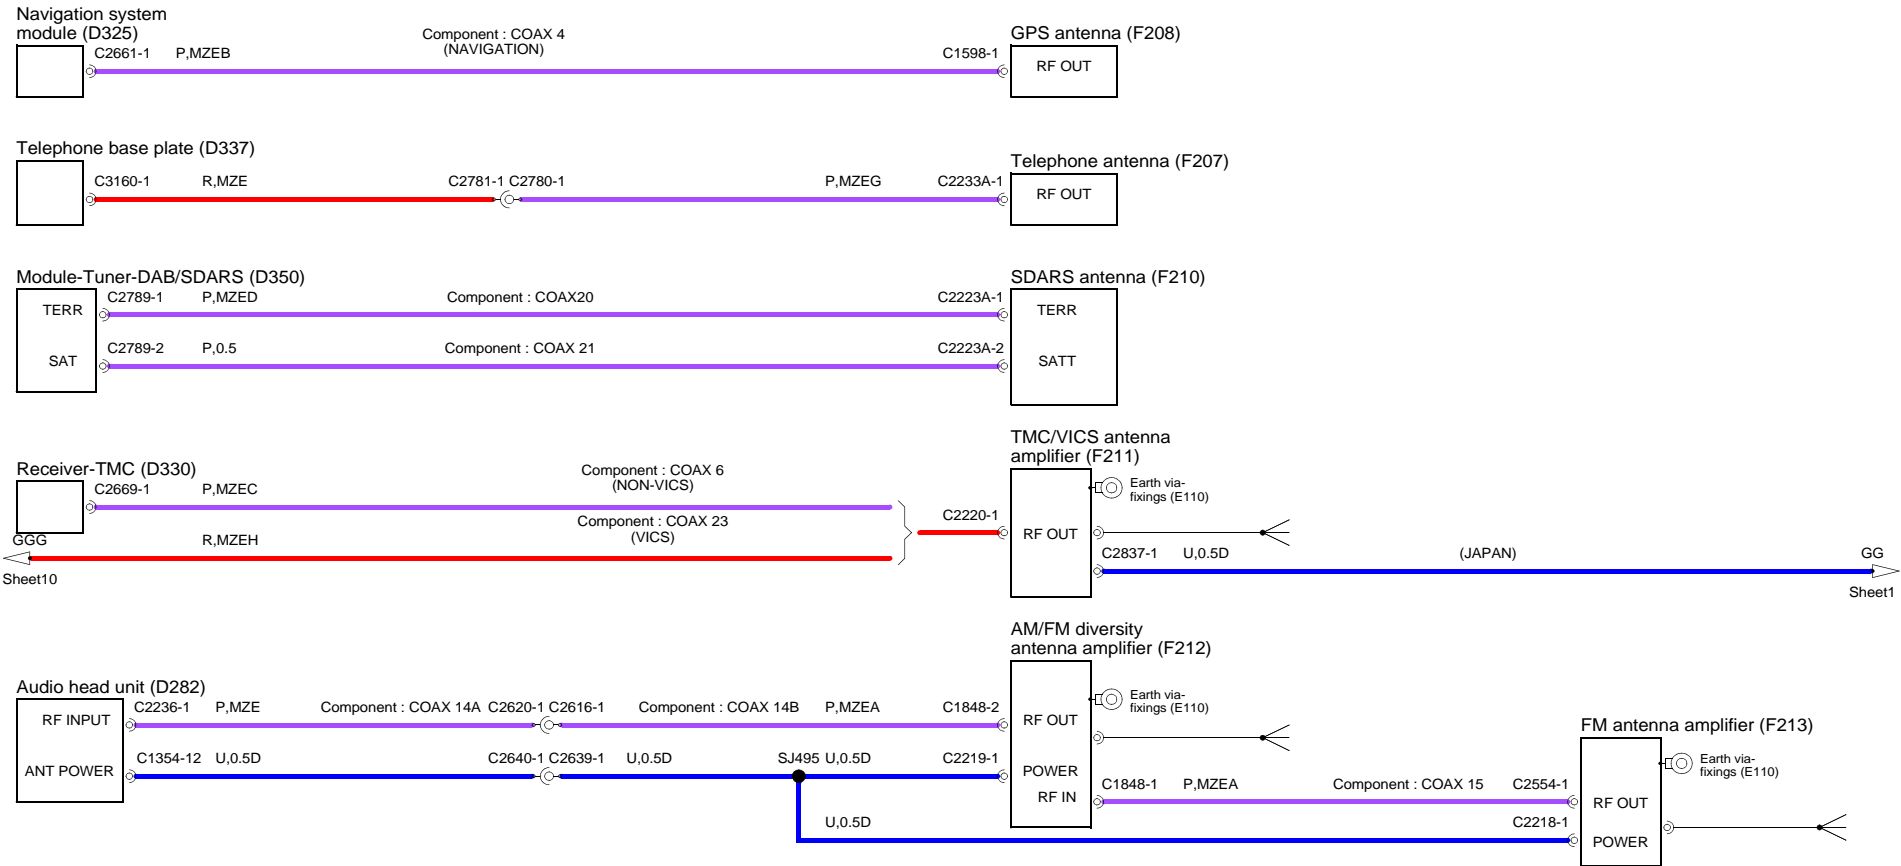 Navigation system
module (D325)
C2661-1 P,MZEB
Component : COAX 4
(NAVIGATION)
C1598-1
GPS antenna (F208)
RF OUT
Telephone base plate (D337)
C3160-1 R,MZE
C2781-1 C2780-1
P,MZEG
C2233A-1
Telephone antenna (F207)
RF OUT
Module-Tuner-DAB/SDARS (D350)
TERR
C2789-1 P,MZED
Component : COAX20
C2223A-1
SDARS antenna (F210)
TERR
SAT
C2789-2 P,0.5
Component : COAX 21
C2223A-2
SATT
Receiver-TMC (D330)
C2669-1 P,MZEC
Component : COAX 6
(NON-VICS)
GGG
R,MZEH
Component : COAX 23
(VICS)
Sheet10
C2220-1
TMC/VICS antenna
amplifier (F211)
RF OUT
Earth via-
fixings (E110)
C2837-1 U,0.5D
(JAPAN)
GG
Sheet1
Audio head unit (D282)
RF INPUT
C2236-1 P,MZE
Component : COAX 14A
C2620-1 C2616-1
Component : COAX 14B
P,MZEA
C1848-2
ANT POWER
C1354-12 U,0.5D
C2640-1 C2639-1
U,0.5D
SJ495 U,0.5D
C2219-1
U,0.5D
AM/FM diversity
antenna amplifier (F212)
RF OUT
POWER
RF IN
Earth via-
fixings (E110)
C1848-1 P,MZEA
Component : COAX 15
C2554-1
C2218-1
FM antenna amplifier (F213)
RF OUT
POWER
Earth via-
fixings (E110)